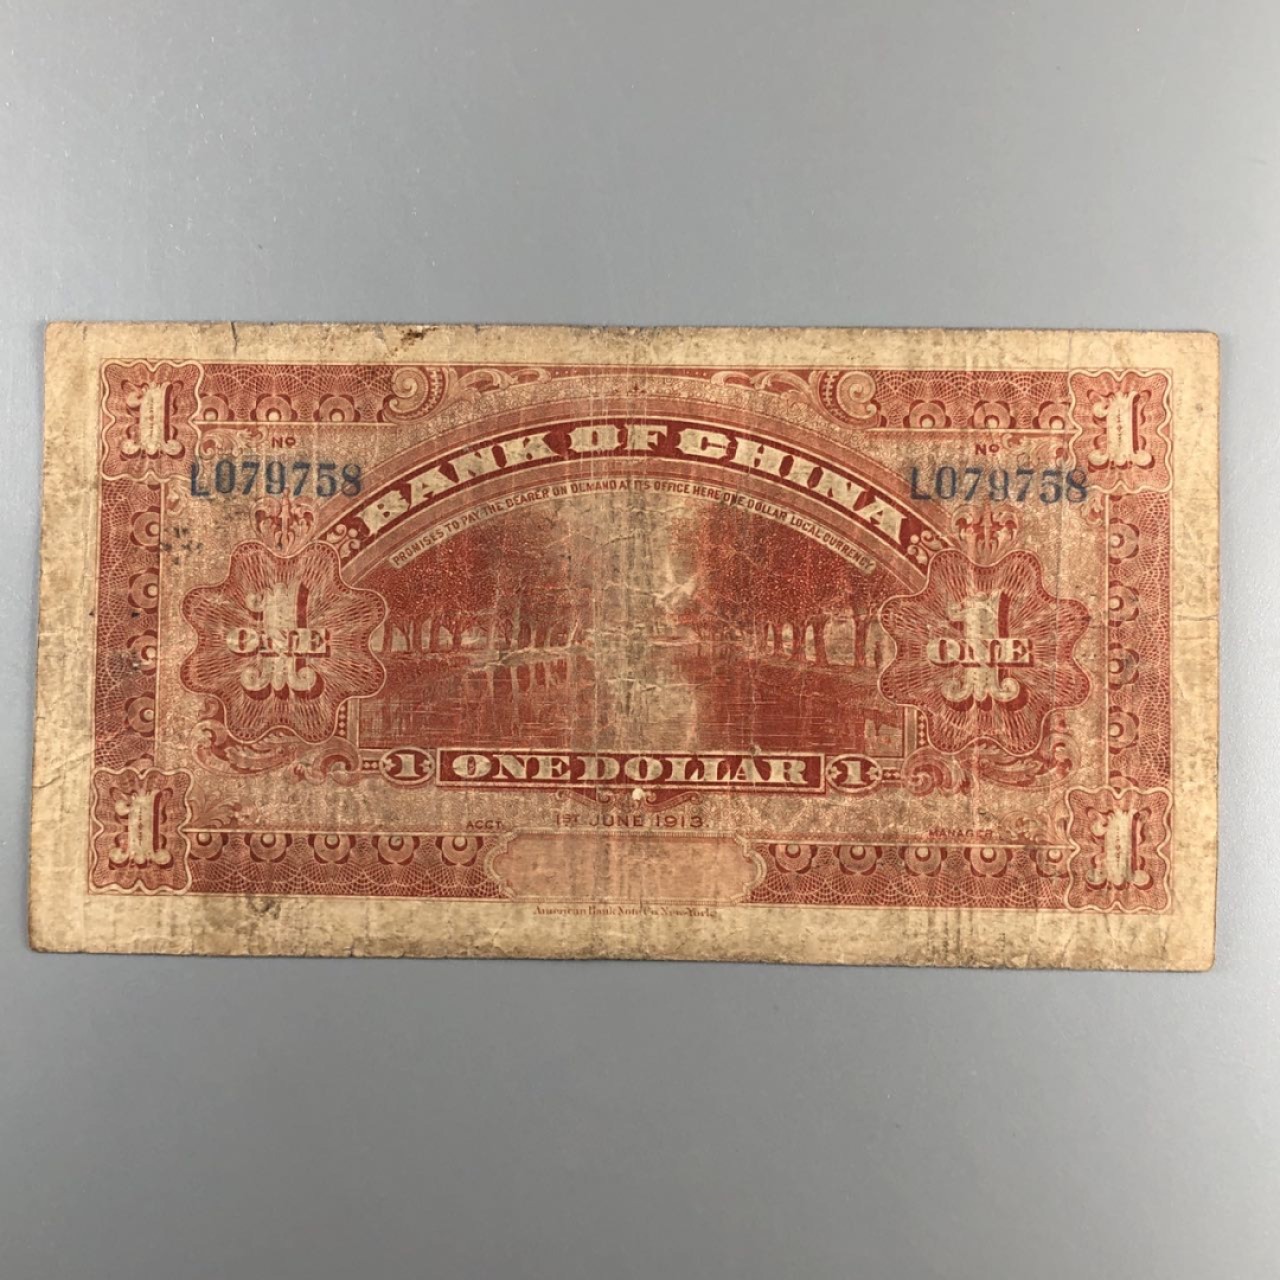 1 1
Nº Nº
L079758 L079758
BANK OF CHINA
PROMISES TO PAY THE BEARER ON DEMAND AT ITS OFFICE HERE ONE DOLLAR LOCAL CURRENCY
1 1
ONE ONE
1 ONE DOLLAR 1
ACCT. 1ST JUNE 1913. MANAGER
1 1
American Bank Note Co. New-York.